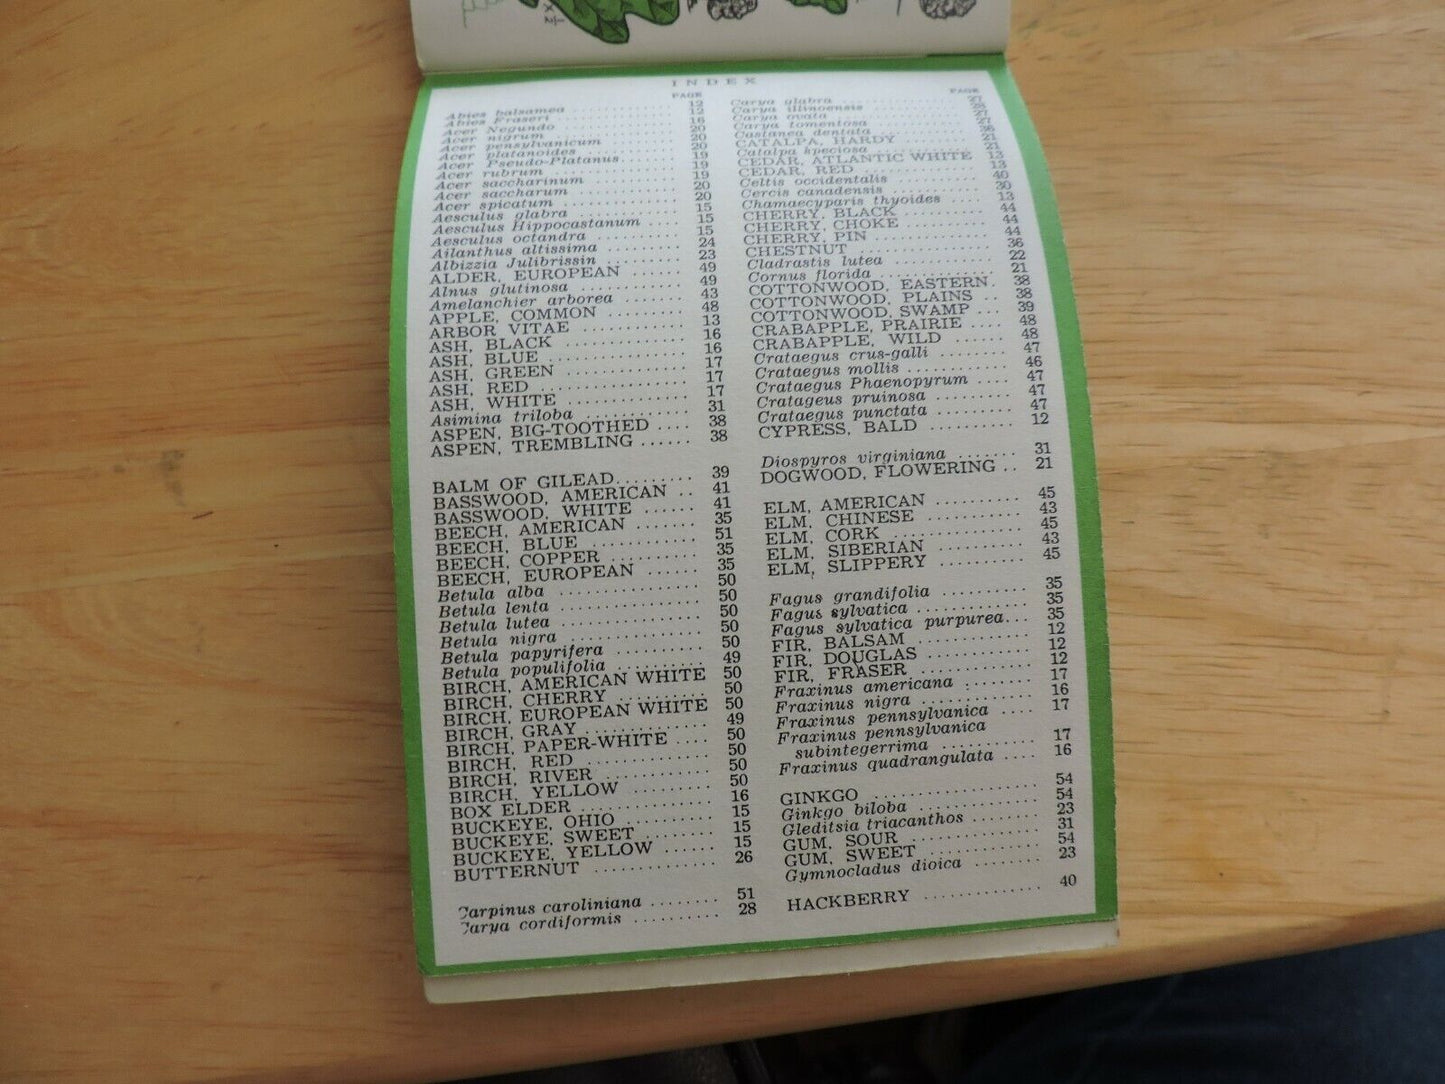 × ½
INDEX
PAGE
Abies balsamea .......... 12
Abies Fraseri .......... 12
Acer Negundo .......... 16
Acer nigrum .......... 20
Acer pensylvanicum .......... 20
Acer platanoides .......... 20
Acer Pseudo-Platanus...... 19
Acer rubrum .......... 19
Acer saccharinum .......... 19
Acer saccharum .......... 20
Acer spicatum .......... 20
Aesculus glabra .......... 15
Aesculus Hippocastanum .... 15
Aesculus octandra .......... 15
Ailanthus altissima ......... 24
Albizzia Julibrissin ......... 23
ALDER, EUROPEAN ...... 49
Alnus glutinosa .......... 49
Amelanchier arborea ....... 43
APPLE, COMMON ......... 48
ARBOR VITAE ............ 13
ASH, BLACK .............. 16
ASH, BLUE ............... 16
ASH, GREEN .............. 17
ASH, RED ................ 17
ASH, WHITE .............. 17
Asimina triloba ............ 31
ASPEN, BIG-TOOTHED .... 38
ASPEN, TREMBLING ...... 38
BALM OF GILEAD......... 39
BASSWOOD, AMERICAN .. 41
BASSWOOD, WHITE ...... 41
BEECH, AMERICAN ....... 35
BEECH, BLUE ............ 51
BEECH, COPPER .......... 35
BEECH, EUROPEAN ...... 35
Betula alba ............... 50
Betula lenta .............. 50
Betula lutea .............. 50
Betula nigra .............. 50
Betula papyrifera .......... 50
Betula populifolia ......... 49
BIRCH, AMERICAN WHITE 50
BIRCH, CHERRY .......... 50
BIRCH, EUROPEAN WHITE 50
BIRCH, GRAY ............ 49
BIRCH, PAPER-WHITE .... 50
BIRCH, RED .............. 50
BIRCH, RIVER ............ 50
BIRCH, YELLOW .......... 50
BOX ELDER .............. 16
BUCKEYE, OHIO .......... 15
BUCKEYE, SWEET ........ 15
BUCKEYE, YELLOW ...... 15
BUTTERNUT ............. 26
Carpinus caroliniana ........ 51
Carya cordiformis .......... 28
PAGE
Carya glabra .............. 27
Carya illinoensis .......... 28
Carya ovata .............. 27
Carya tomentosa .......... 27
Castanea dentata .......... 36
CATALPA, HARDY ........ 21
Catalpa speciosa .......... 21
CEDAR, ATLANTIC WHITE 13
CEDAR, RED ............. 13
Celtis occidentalis .......... 40
Cercis canadensis .......... 30
Chamaecyparis thyoides .... 13
CHERRY, BLACK .......... 44
CHERRY, CHOKE ......... 44
CHERRY, PIN ............ 44
CHESTNUT .............. 36
Cladrastis lutea ............ 22
Cornus florida ............ 21
COTTONWOOD, EASTERN. 38
COTTONWOOD, PLAINS .. 38
COTTONWOOD, SWAMP ... 39
CRABAPPLE, PRAIRIE .... 48
CRABAPPLE, WILD ...... 48
Crataegus crus-galli ........ 47
Crataegus mollis .......... 46
Crataegus Phaenopyrum .... 47
Cratageus pruinosa ........ 47
Crataegus punctata ........ 47
CYPRESS, BALD .......... 12
Diospyros virginiana ....... 31
DOGWOOD, FLOWERING .. 21
ELM, AMERICAN .......... 45
ELM, CHINESE ........... 43
ELM, CORK .............. 45
ELM, SIBERIAN .......... 43
ELM, SLIPPERY .......... 45
Fagus grandifolia .......... 35
Fagus sylvatica ............ 35
Fagus sylvatica purpurea... 35
FIR, BALSAM ............ 12
FIR, DOUGLAS ........... 12
FIR, FRASER ............. 12
Fraxinus americana ........ 17
Fraxinus nigra ............ 16
Fraxinus pennsylvanica .... 17
Fraxinus pennsylvanica
subintegerrima ........... 17
Fraxinus quadrangulata .... 16
GINKGO ................ 54
Ginkgo biloba ............. 54
Gleditsia triacanthos ........ 23
GUM, SOUR .............. 31
GUM, SWEET ............ 54
Gymnocladus dioica ........ 23
HACKBERRY ............ 40